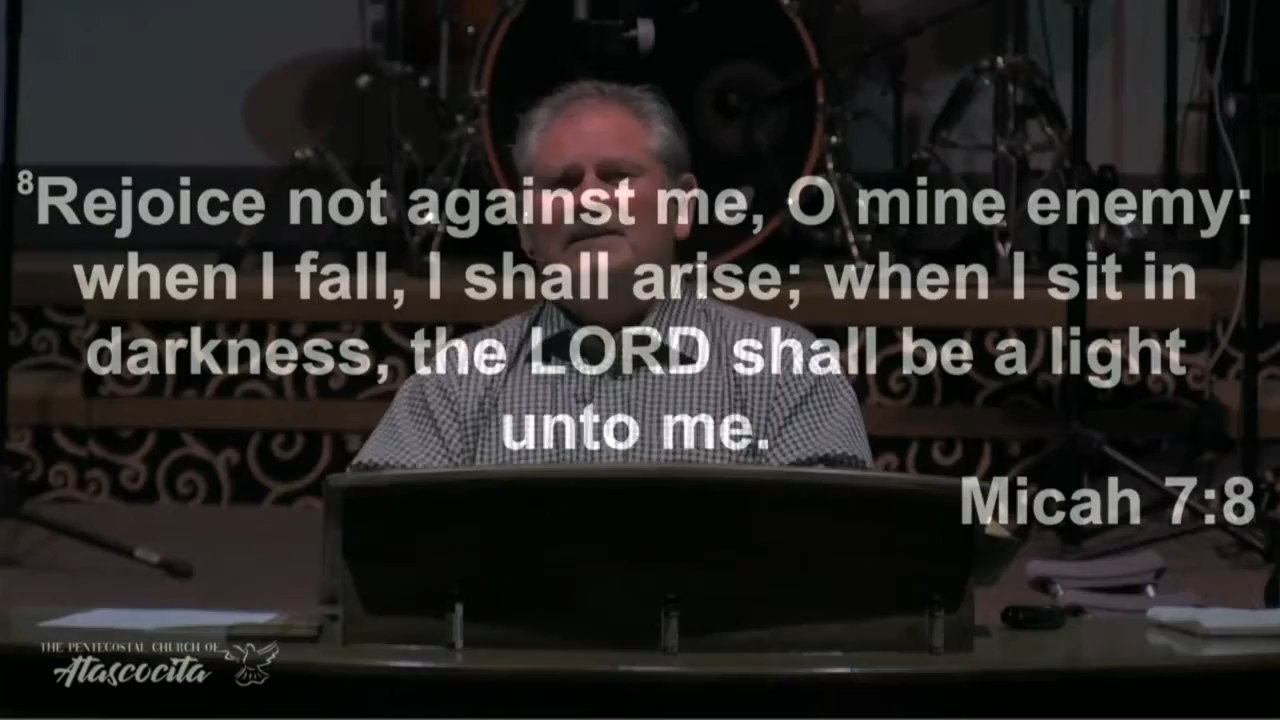 ⁸Rejoice not against me, O mine enemy:
when I fall, I shall arise; when I sit in
darkness, the LORD shall be a light
unto me.
Micah 7:8
THE PENTECOSTAL CHURCH OF
Atascocita